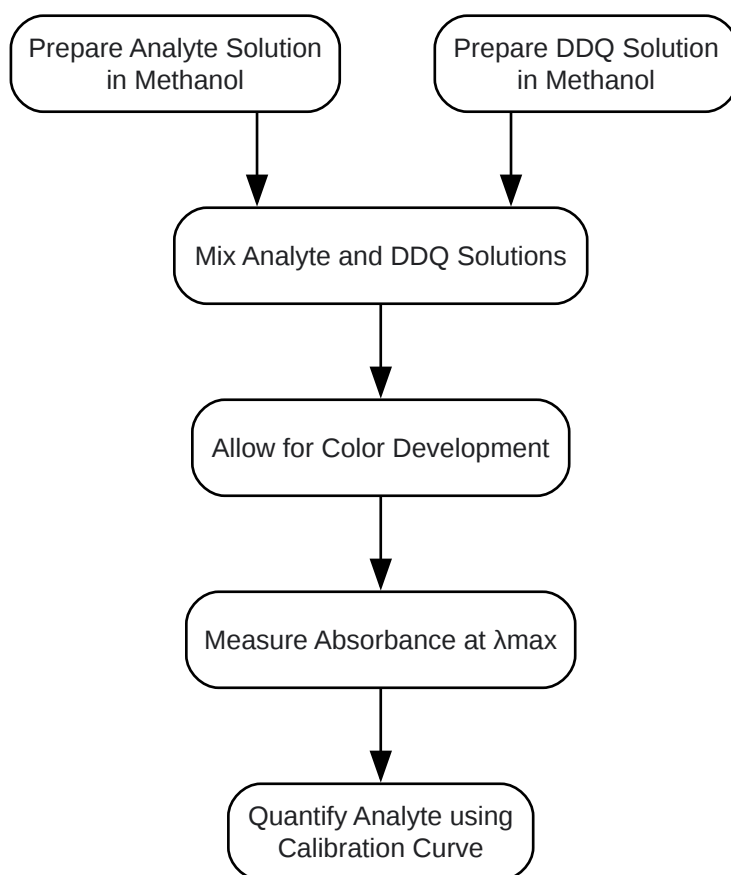 Prepare Analyte Solution
in Methanol
Prepare DDQ Solution
in Methanol
Mix Analyte and DDQ Solutions
Allow for Color Development
Measure Absorbance at λmax
Quantify Analyte using
Calibration Curve